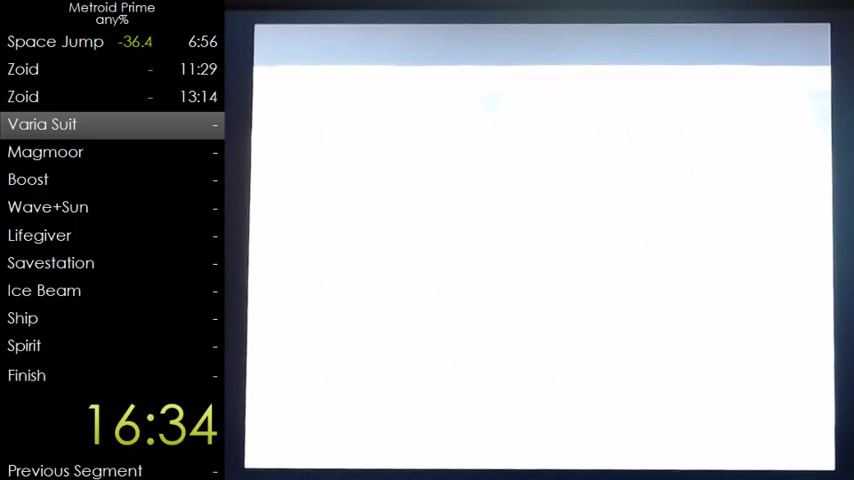 Metroid Prime
any%
Space Jump -36.4 6:56
Zoid - 11:29
Zoid - 13:14
Varia Suit -
Magmoor -
Boost -
Wave+Sun -
Lifegiver -
Savestation -
Ice Beam -
Ship -
Spirit -
Finish -
16:34
Previous Segment -